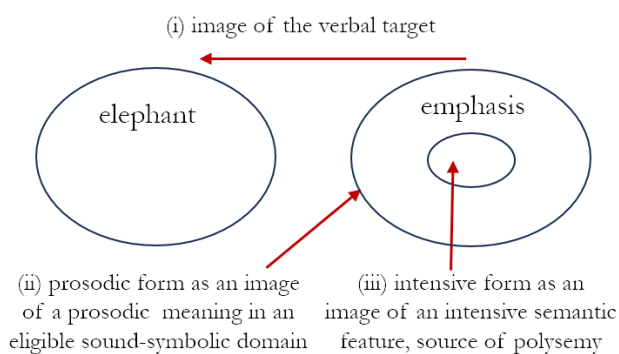 (i) image of the verbal target
elephant
emphasis
(ii) prosodic form as an image
of a prosodic meaning in an
eligible sound-symbolic domain
(iii) intensive form as an
image of an intensive semantic
feature, source of polysemy